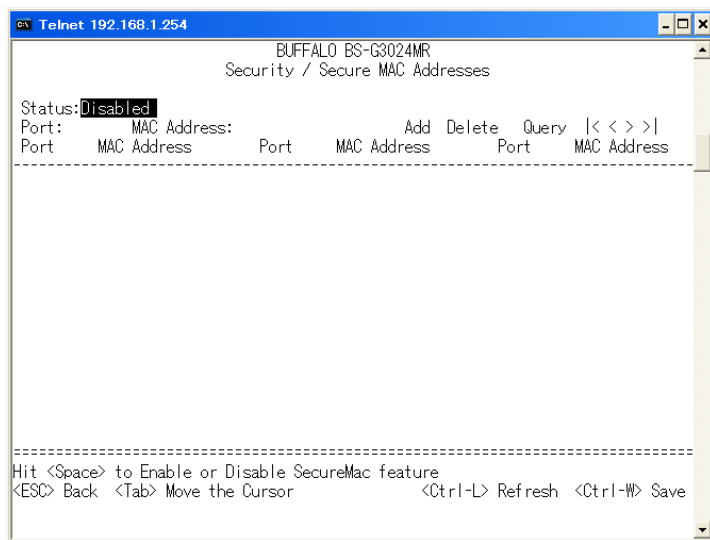 Telnet 192.168.1.254
BUFFALO BS-G3024MR
Security / Secure MAC Addresses
Status:Disabled
Port: MAC Address: Add Delete Query |< < > >|
Port MAC Address Port MAC Address Port MAC Address
Hit <Space> to Enable or Disable SecureMac feature
<ESC> Back <Tab> Move the Cursor <Ctrl-L> Refresh <Ctrl-W> Save